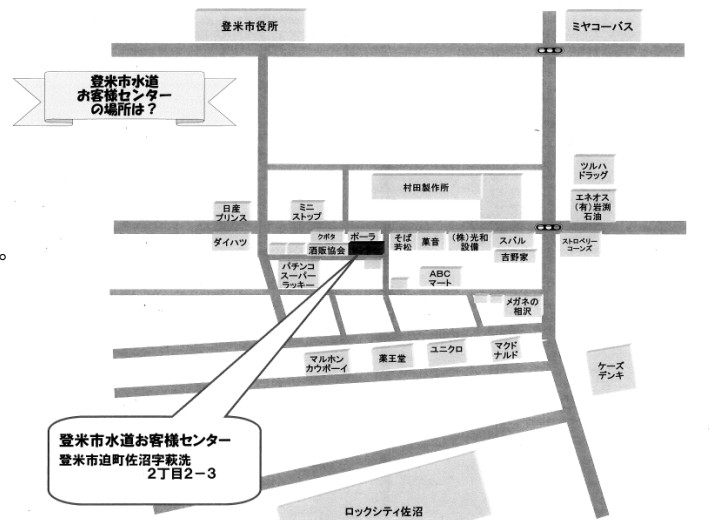 登米市役所
ミヤコーバス
登米市水道
お客様センター
の場所は？
ツルハ
ドラッグ
村田製作所
エネオス
(有)岩渕
石油
日産
プリンス
ミニ
ストップ
ダイハツ
クボタ
ポーラ
酒販協会
そば
若松
菓音
(株)光和
設備
スバル
吉野家
ストロベリー
コーンズ
パチンコ
スーパー
ラッキー
ABC
マート
メガネの
相沢
マルホン
カウボーイ
薬王堂
ユニクロ
マクド
ナルド
ケーズ
デンキ
登米市水道お客様センター
登米市迫町佐沼字萩洗
2丁目2－3
ロックシティ佐沼
。